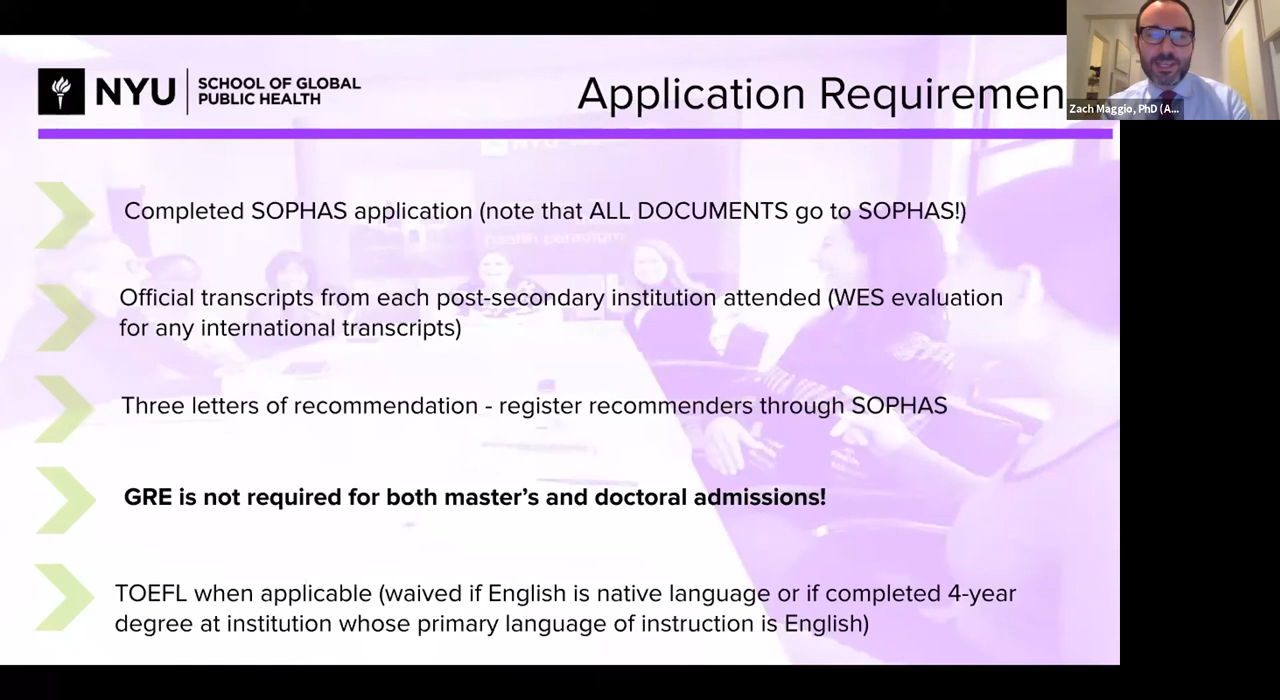 NYU
SCHOOL OF GLOBAL
PUBLIC HEALTH
Application Requiremen
Zach Maggio, PhD (A...
Completed SOPHAS application (note that ALL DOCUMENTS go to SOPHAS!)
Official transcripts from each post-secondary institution attended (WES evaluation
for any international transcripts)
Three letters of recommendation - register recommenders through SOPHAS
GRE is not required for both master's and doctoral admissions!
TOEFL when applicable (waived if English is native language or if completed 4-year
degree at institution whose primary language of instruction is English)